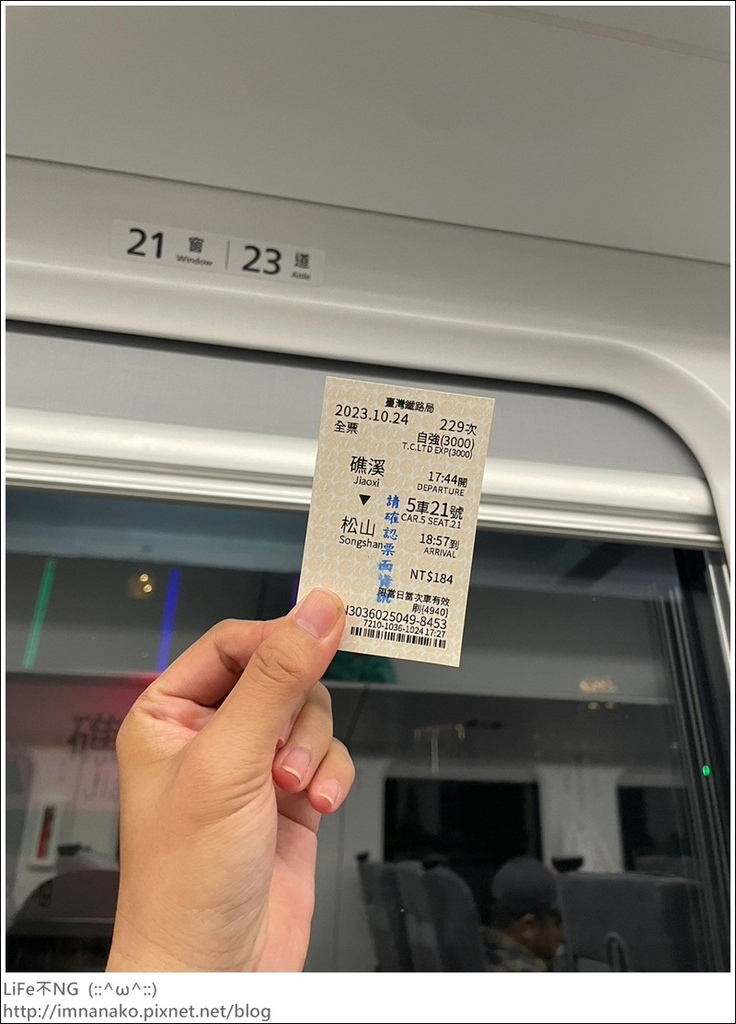 21 窗 Window | 23 道 Aisle
臺灣鐵路局
2023.10.24 229次
全票 自強(3000)
T.C.LTD EXP(3000)
礁溪 17:44開
Jiaoxi DEPARTURE
▼ 5車21號
CAR.5 SEAT.21
松山 18:57到
Songshan ARRIVAL
NT$184
請確認票面資訊
限當日當次車有效
刷(4940)
3036025049-8453
7210-1036-1024 17:27
礁
LiFe不NG (::^ω^::)
http://imnanako.pixnet.net/blog